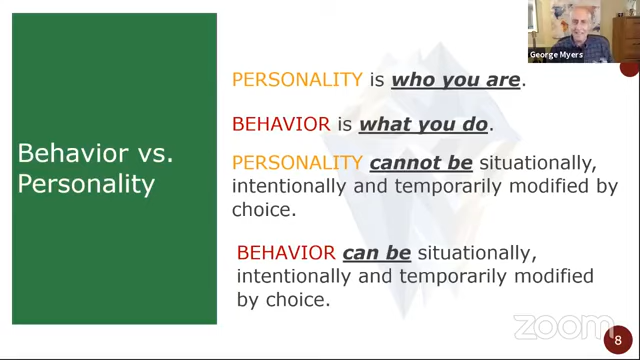 George Myers
Behavior vs.
Personality
PERSONALITY is who you are.
BEHAVIOR is what you do.
PERSONALITY cannot be situationally,
intentionally and temporarily modified by
choice.
BEHAVIOR can be situationally,
intentionally and temporarily modified
by choice.
zoom
8